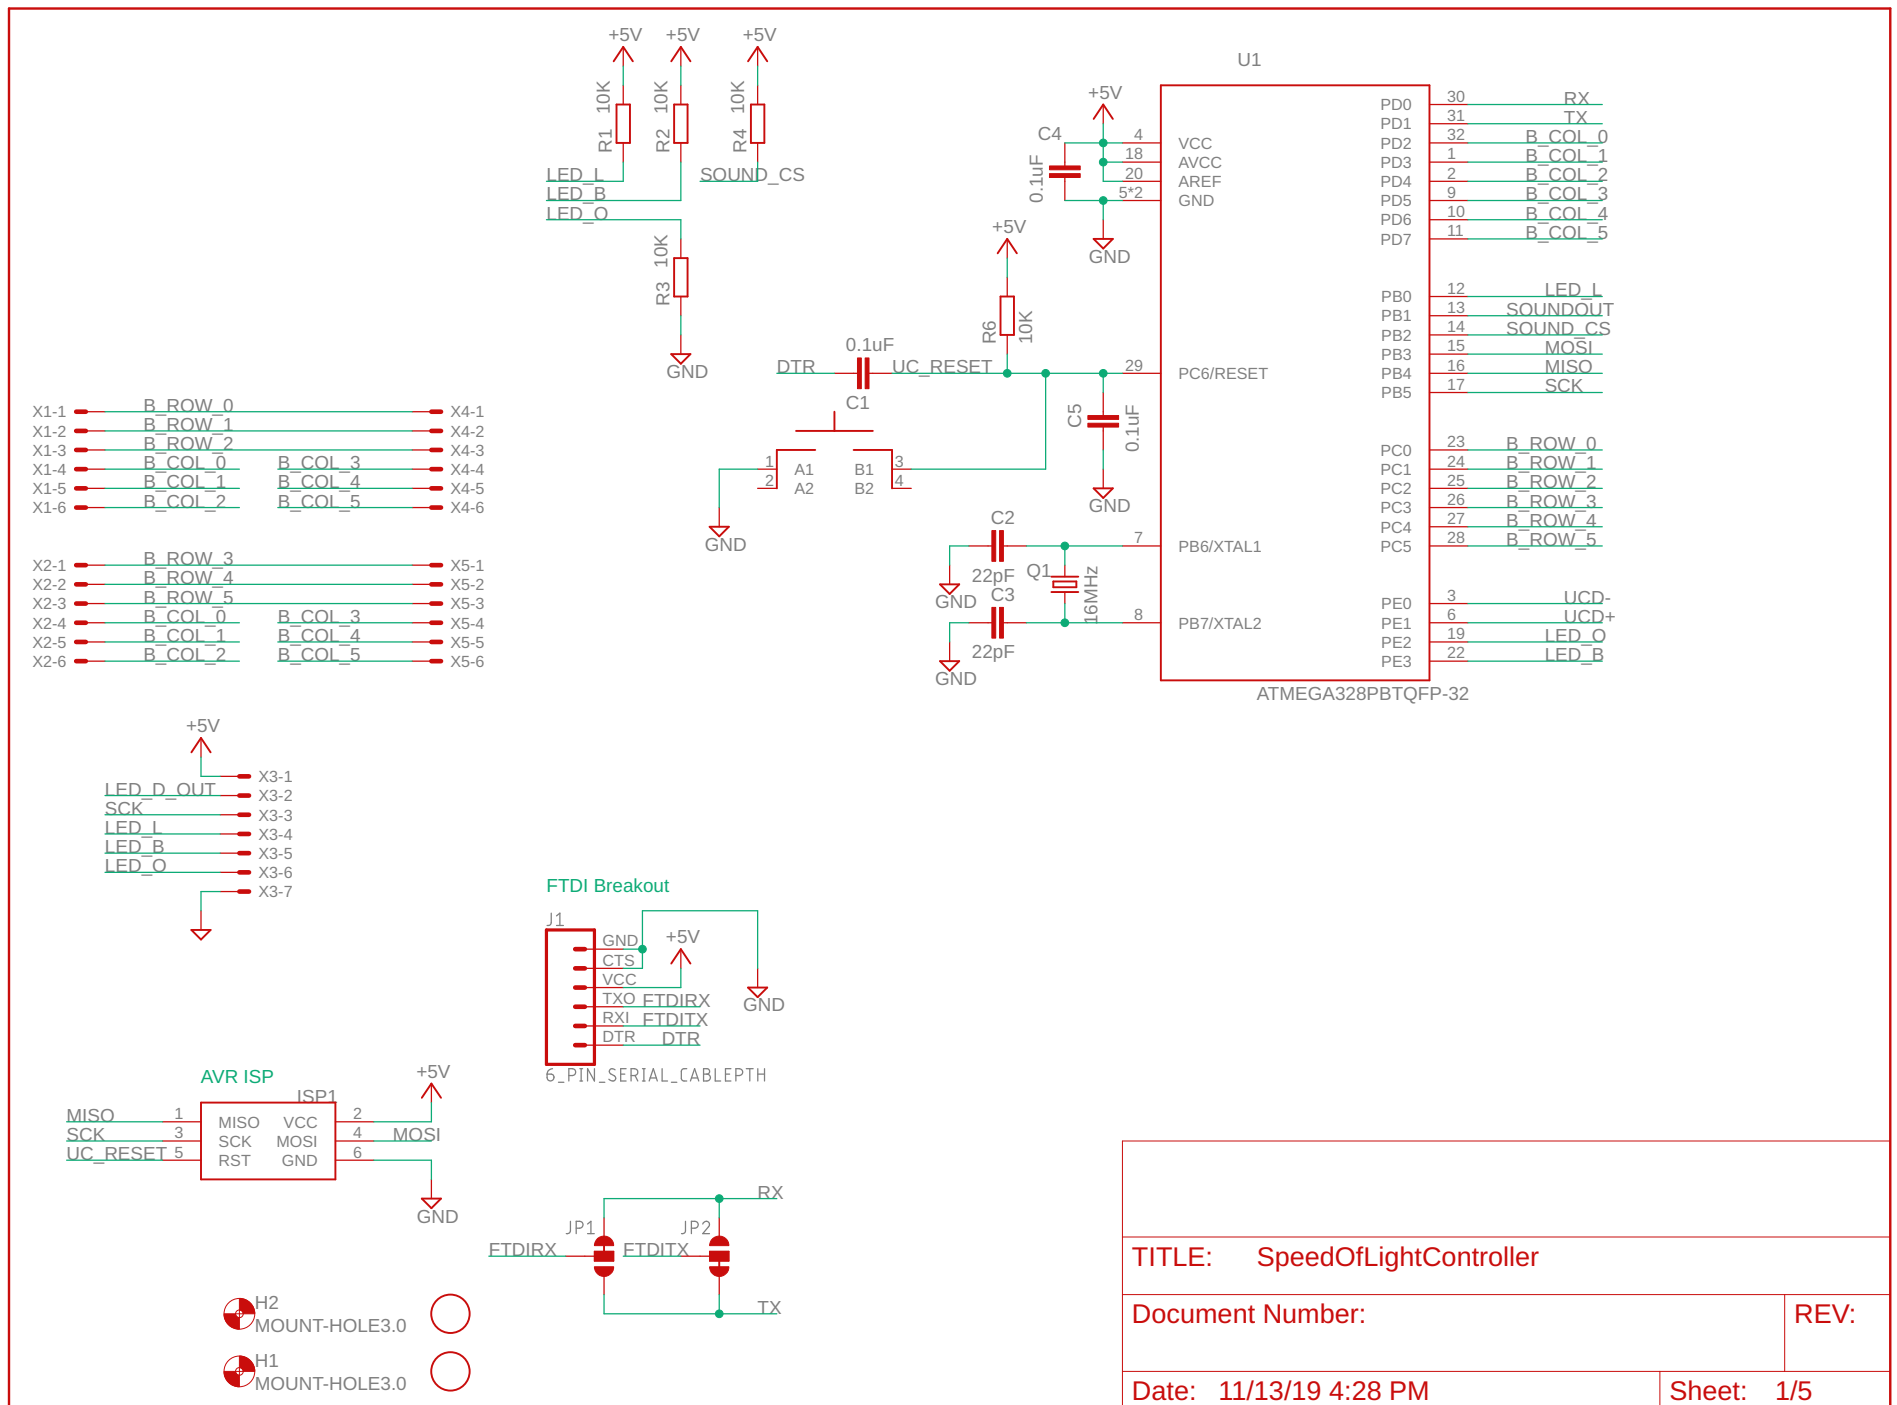 +5V +5V +5V
R1 10K
R2 10K
R4 10K
LED_L
LED_B
LED_O
SOUND_CS
R3 10K
GND
U1
+5V
C4
0.1uF
GND
4 VCC
18 AVCC
20 AREF
5*2 GND
29 PC6/RESET
7 PB6/XTAL1
8 PB7/XTAL2
PD0 30 RX
PD1 31 TX
PD2 32 B_COL_0
PD3 1 B_COL_1
PD4 2 B_COL_2
PD5 9 B_COL_3
PD6 10 B_COL_4
PD7 11 B_COL_5
PB0 12 LED_L
PB1 13 SOUNDOUT
PB2 14 SOUND_CS
PB3 15 MOSI
PB4 16 MISO
PB5 17 SCK
PC0 23 B_ROW_0
PC1 24 B_ROW_1
PC2 25 B_ROW_2
PC3 26 B_ROW_3
PC4 27 B_ROW_4
PC5 28 B_ROW_5
PE0 3 UCD-
PE1 6 UCD+
PE2 19 LED_O
PE3 22 LED_B
ATMEGA328PBTQFP-32
+5V
R6
10K
DTR
0.1uF
C1
UC_RESET
C5
0.1uF
GND
1 A1 B1 3
2 A2 B2 4
GND
C2
22pF
GND
Q1
16MHz
C3
22pF
GND
X1-1 B_ROW_0 X4-1
X1-2 B_ROW_1 X4-2
X1-3 B_ROW_2 X4-3
X1-4 B_COL_0 B_COL_3 X4-4
X1-5 B_COL_1 B_COL_4 X4-5
X1-6 B_COL_2 B_COL_5 X4-6
X2-1 B_ROW_3 X5-1
X2-2 B_ROW_4 X5-2
X2-3 B_ROW_5 X5-3
X2-4 B_COL_0 B_COL_3 X5-4
X2-5 B_COL_1 B_COL_4 X5-5
X2-6 B_COL_2 B_COL_5 X5-6
+5V
X3-1
LED_D_OUT X3-2
SCK X3-3
LED_L X3-4
LED_B X3-5
LED_O X3-6
X3-7
FTDI Breakout
J1
GND
CTS
VCC
TXO FTDIRX
RXI FTDITX
DTR DTR
+5V
GND
6_PIN_SERIAL_CABLEPTH
AVR ISP
ISP1
+5V
MISO 1 MISO VCC 2
SCK 3 SCK MOSI 4 MOSI
UC_RESET 5 RST GND 6
GND
RX
JP1 JP2
FTDIRX FTDITX
TX
H2
MOUNT-HOLE3.0
H1
MOUNT-HOLE3.0
TITLE: SpeedOfLightController
Document Number: REV:
Date: 11/13/19 4:28 PM Sheet: 1/5